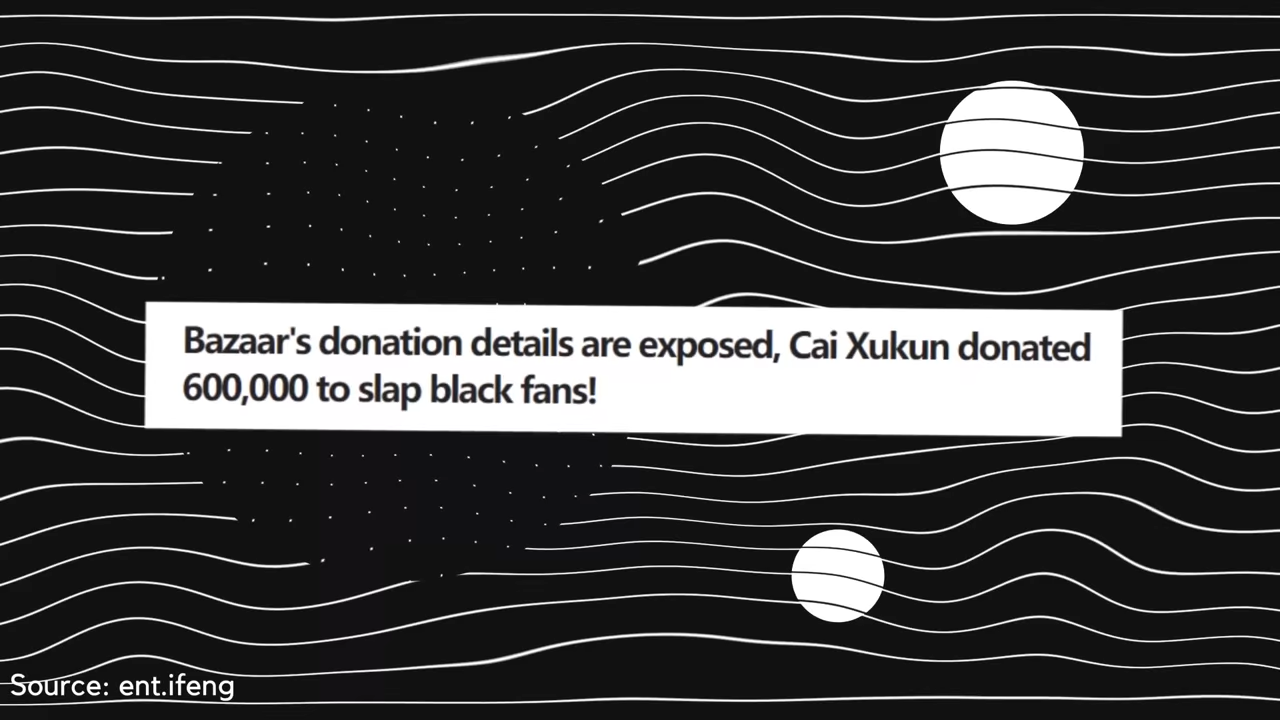 Bazaar's donation details are exposed, Cai Xukun donated
600,000 to slap black fans!
Source: ent.ifeng